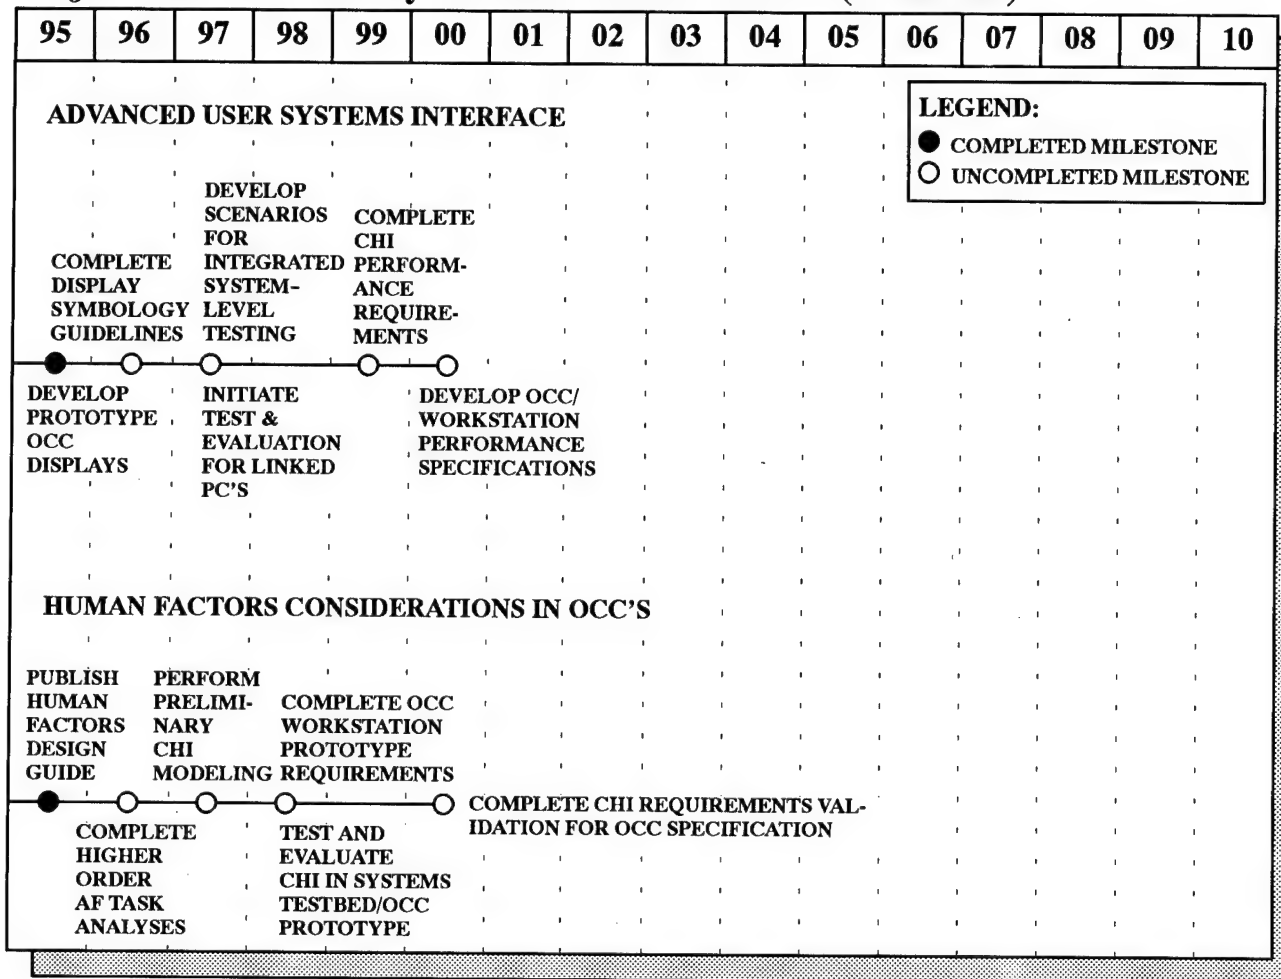 95 96 97 98 99 00 01 02 03 04 05 06 07 08 09 10
ADVANCED USER SYSTEMS INTERFACE
LEGEND:
COMPLETED MILESTONE
UNCOMPLETED MILESTONE
COMPLETE
DISPLAY
SYMBOLOGY
GUIDELINES
DEVELOP
SCENARIOS
FOR
INTEGRATED
SYSTEM-
LEVEL
TESTING
COMPLETE
CHI
PERFORM-
ANCE
REQUIRE-
MENTS
DEVELOP
PROTOTYPE
OCC
DISPLAYS
INITIATE
TEST &
EVALUATION
FOR LINKED
PC'S
DEVELOP OCC/
WORKSTATION
PERFORMANCE
SPECIFICATIONS
HUMAN FACTORS CONSIDERATIONS IN OCC'S
PUBLISH
HUMAN
FACTORS
DESIGN
GUIDE
PERFORM
PRELIMI-
NARY
CHI
MODELING
COMPLETE OCC
WORKSTATION
PROTOTYPE
REQUIREMENTS
COMPLETE CHI REQUIREMENTS VAL-
IDATION FOR OCC SPECIFICATION
COMPLETE
HIGHER
ORDER
AF TASK
ANALYSES
TEST AND
EVALUATE
CHI IN SYSTEMS
TESTBED/OCC
PROTOTYPE